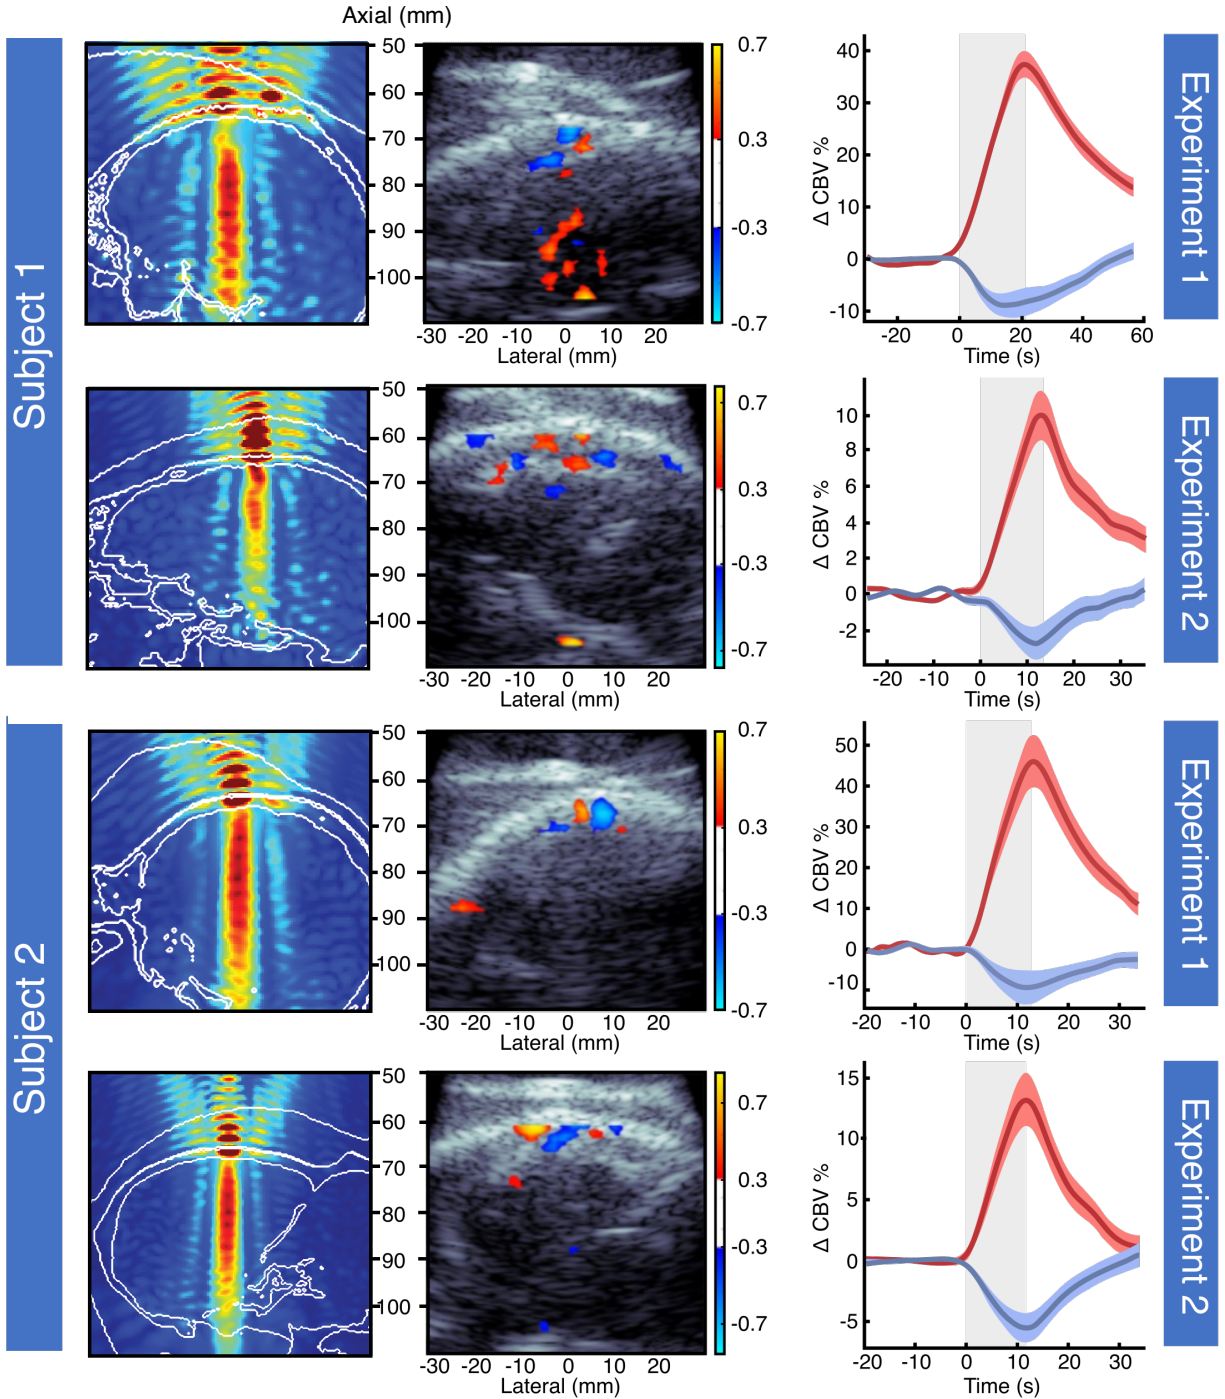 Axial (mm)
Subject 1
50
60
70
80
90
100
0.7
0.3
-0.3
-0.7
-30 -20 -10 0 10 20
Lateral (mm)
Δ CBV %
40
30
20
10
0
-10
-20 0 20 40 60
Time (s)
Experiment 1
50
60
70
80
90
100
0.7
0.3
-0.3
-0.7
-30 -20 -10 0 10 20
Lateral (mm)
Δ CBV %
10
8
6
4
2
0
-2
-20 -10 0 10 20 30
Time (s)
Experiment 2
Subject 2
50
60
70
80
90
100
0.7
0.3
-0.3
-0.7
-30 -20 -10 0 10 20
Lateral (mm)
Δ CBV %
50
40
30
20
10
0
-10
-20 -10 0 10 20 30
Time (s)
Experiment 1
50
60
70
80
90
100
0.7
0.3
-0.3
-0.7
-30 -20 -10 0 10 20
Lateral (mm)
Δ CBV %
15
10
5
0
-5
-20 -10 0 10 20 30
Time (s)
Experiment 2